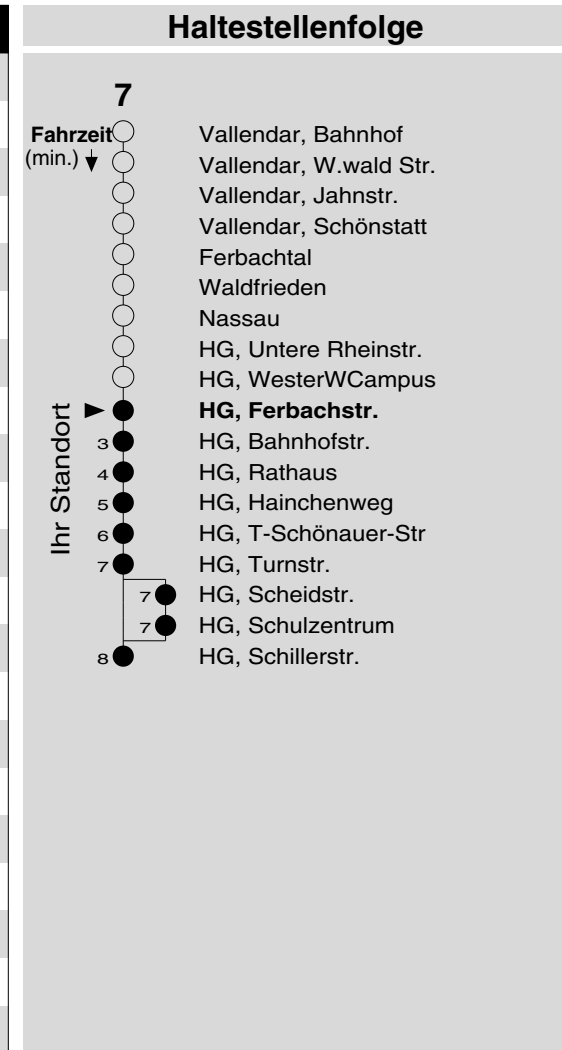 Haltestellenfolge
7
Fahrzeit Vallendar, Bahnhof
(min.) Vallendar, W.wald Str.
Vallendar, Jahnstr.
Vallendar, Schönstatt
Ferbachtal
Waldfrieden
Nassau
HG, Untere Rheinstr.
HG, WesterWCampus
Ihr Standort
HG, Ferbachstr.
3 HG, Bahnhofstr.
4 HG, Rathaus
5 HG, Hainchenweg
6 HG, T-Schönauer-Str
7 HG, Turnstr.
7 HG, Scheidstr.
7 HG, Schulzentrum
8 HG, Schillerstr.